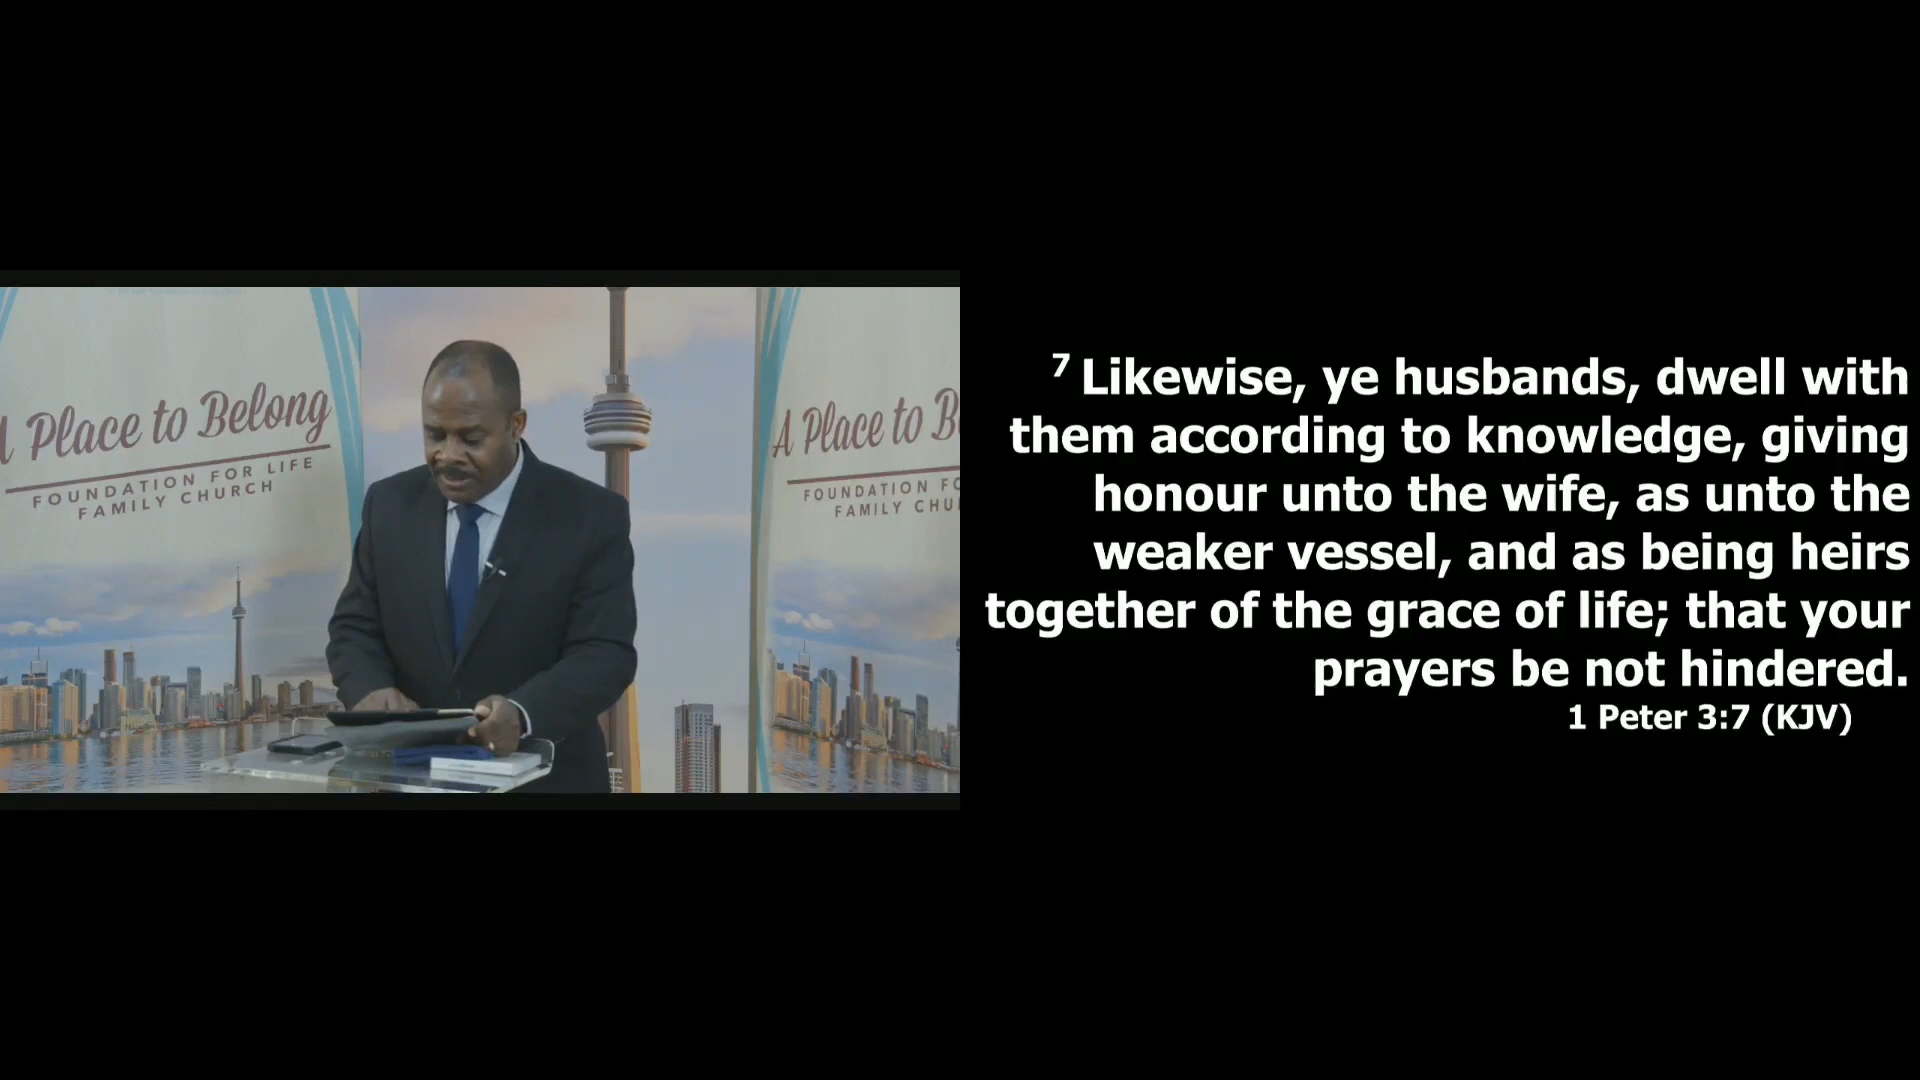 A Place to Belong
FOUNDATION FOR LIFE
FAMILY CHURCH
A Place to B
FOUNDATION FO
FAMILY CHU
7 Likewise, ye husbands, dwell with
them according to knowledge, giving
honour unto the wife, as unto the
weaker vessel, and as being heirs
together of the grace of life; that your
prayers be not hindered.
1 Peter 3:7 (KJV)